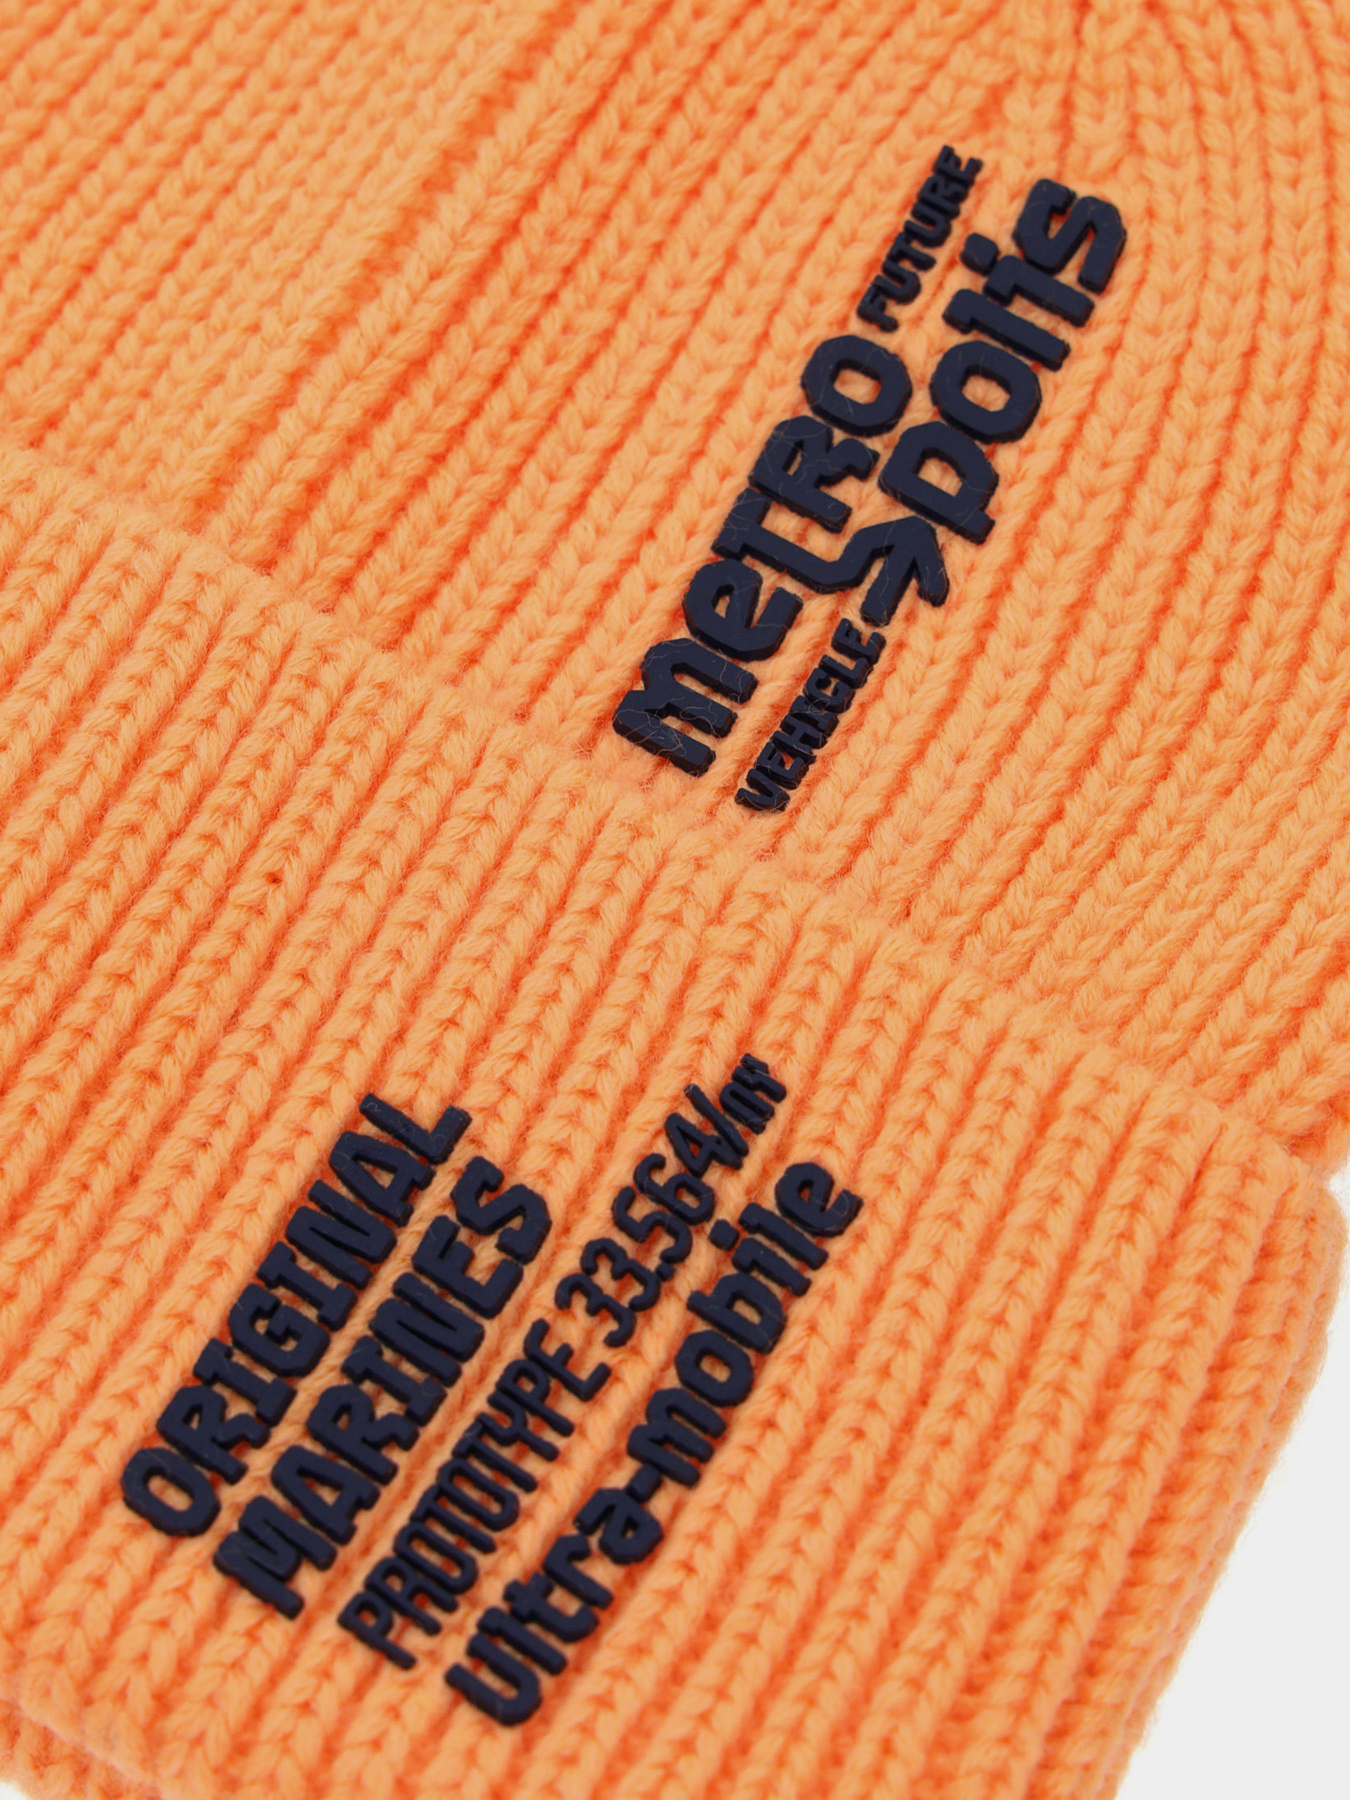 metro FUTURE
VEHICLE → polis
ORIGINAL
MARINES
PROTOTYPE 33.564/
ultra-mobile